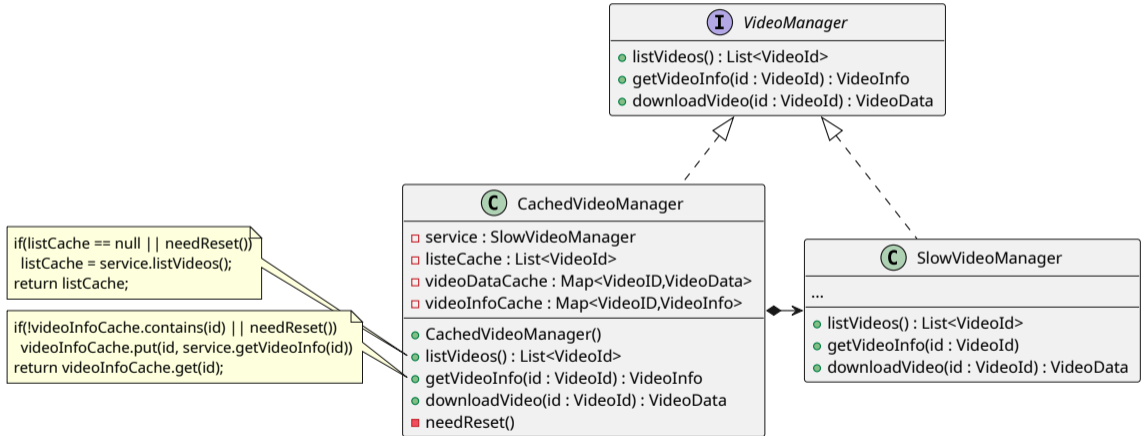 I VideoManager
listVideos() : List<VideoId>
getVideoInfo(id : VideoId) : VideoInfo
downloadVideo(id : VideoId) : VideoData
C CachedVideoManager
service : SlowVideoManager
listeCache : List<VideoId>
videoDataCache : Map<VideoID,VideoData>
videoInfoCache : Map<VideoID,VideoInfo>
CachedVideoManager()
listVideos() : List<VideoId>
getVideoInfo(id : VideoId) : VideoInfo
downloadVideo(id : VideoId) : VideoData
needReset()
if(listCache == null || needReset())
listCache = service.listVideos();
return listCache;
if(!videoInfoCache.contains(id) || needReset())
videoInfoCache.put(id, service.getVideoInfo(id))
return videoInfoCache.get(id);
C SlowVideoManager
...
listVideos() : List<VideoId>
getVideoInfo(id : VideoId)
downloadVideo(id : VideoId) : VideoData